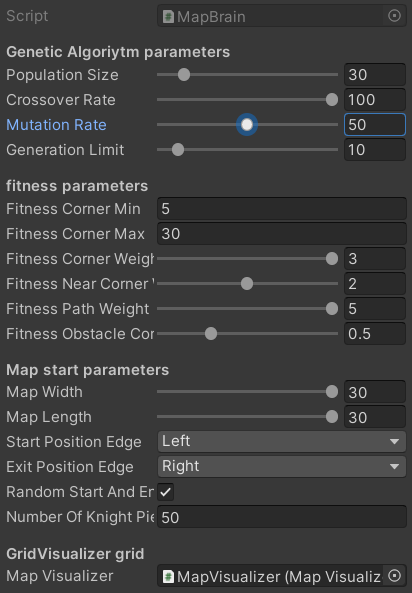 Script MapBrain
Genetic Algoriytm parameters
Population Size 30
Crossover Rate 100
Mutation Rate 50
Generation Limit 10
fitness parameters
Fitness Corner Min 5
Fitness Corner Max 30
Fitness Corner Weigh 3
Fitness Near Corner 2
Fitness Path Weight 5
Fitness Obstacle Cor 0.5
Map start parameters
Map Width 30
Map Length 30
Start Position Edge Left
Exit Position Edge Right
Random Start And En
Number Of Knight Pie 50
GridVisualizer grid
Map Visualizer MapVisualizer (Map Visualiz